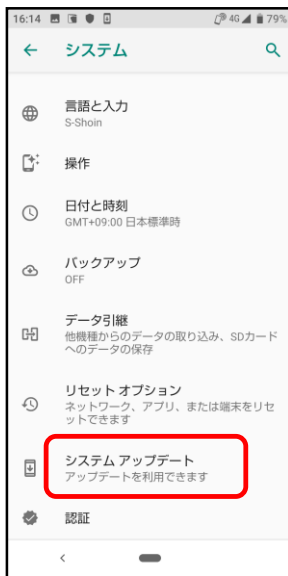 16:14 4G 79%
システム
言語と入力
S-Shoin
操作
日付と時刻
GMT+09:00 日本標準時
バックアップ
OFF
データ引継
他機種からのデータの取り込み、SDカード
へのデータの保存
リセット オプション
ネットワーク、アプリ、または端末をリセ
ットできます
システム アップデート
アップデートを利用できます
認証